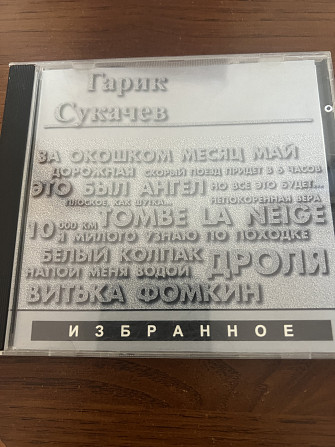 Гарик
Сукачев
ЗА ОКОШКОМ МЕСЯЦ МАЙ
ДОРОЖНАЯ СКОРЫЙ ПОЕЗД ПРИДЕТ В 6 ЧАСОВ
ЭТО БЫЛ АНГЕЛ НО ВСЕ ЭТО БУДЕТ...
ПЛОСКОЕ, КАК ШУТКА... НЕПОКОРЕННАЯ ВЕРА
10 000 КМ TOMBE LA NEIGE
Я МИЛОГО УЗНАЮ ПО ПОХОДКЕ
БЕЛЫЙ КОЛПАК ДРОЛЯ
НАПОИ МЕНЯ ВОДОЙ
ВИТЬКА ФОМКИН
ИЗБРАННОЕ